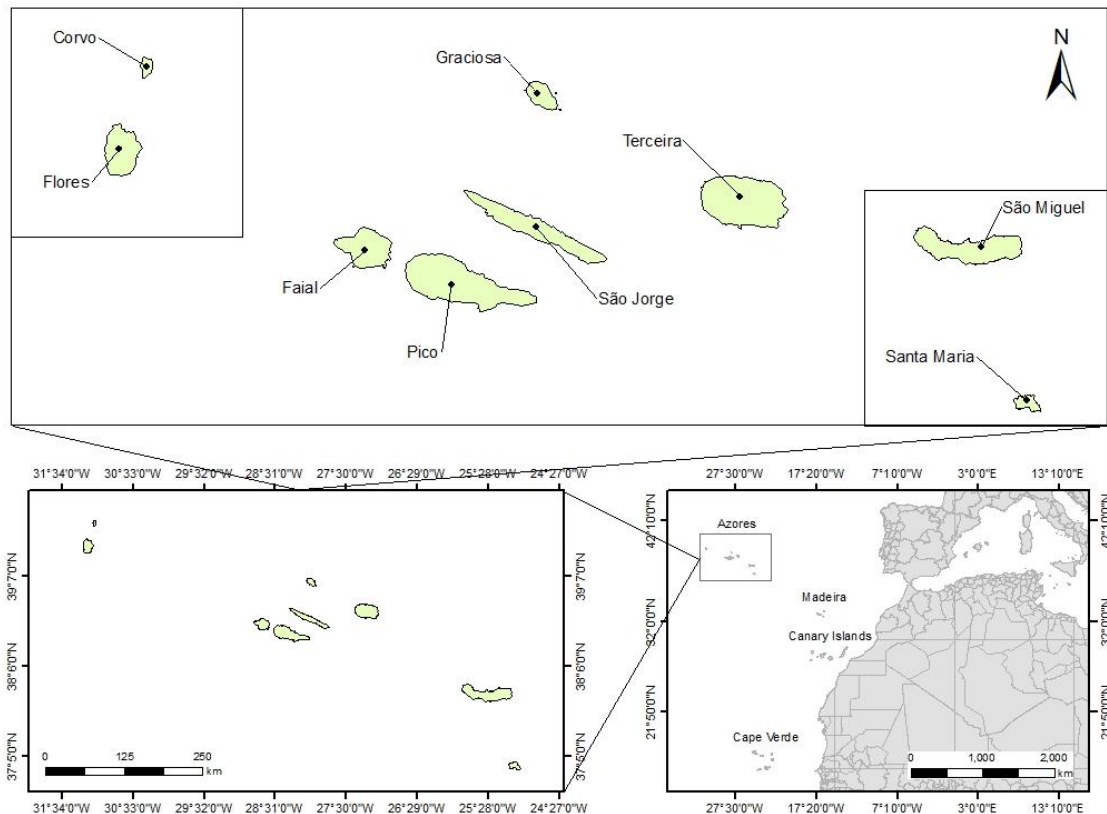 Corvo
Flores
Graciosa
Terceira
N
São Miguel
Santa Maria
Faial
Pico
São Jorge
31°34'0"W 30°33'0"W 29°32'0"W 28°31'0"W 27°30'0"W 26°29'0"W 25°28'0"W 24°27'0"W
39°7'0"N
38°6'0"N
37°5'0"N
39°7'0"N
38°6'0"N
37°5'0"N
0 125 250
km
31°34'0"W 30°33'0"W 29°32'0"W 28°31'0"W 27°30'0"W 26°29'0"W 25°28'0"W 24°27'0"W
27°30'0"W 17°20'0"W 7°10'0"W 3°0'0"E 13°10'0"E
42°10'0"N
32°0'0"N
21°50'0"N
42°10'0"N
32°0'0"N
21°50'0"N
Azores
Madeira
Canary Islands
Cape Verde
0 1,000 2,000
km
27°30'0"W 17°20'0"W 7°10'0"W 3°0'0"E 13°10'0"E